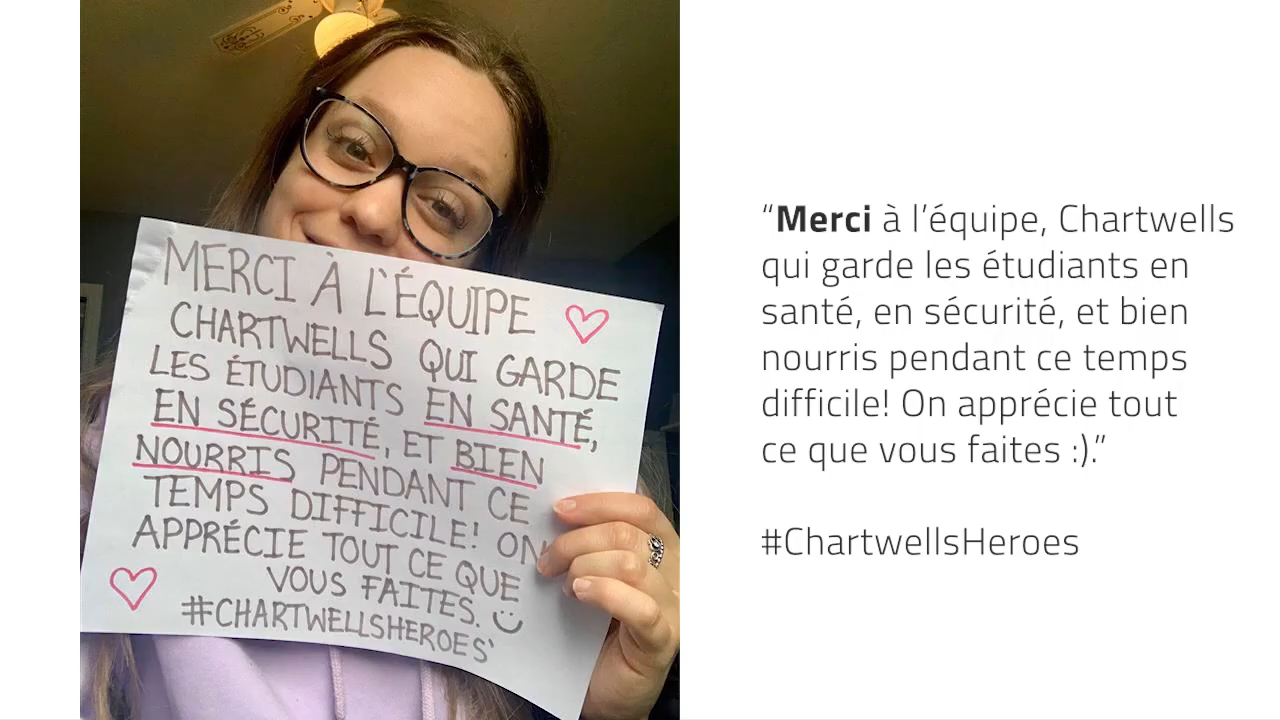 MERCI À L'ÉQUIPE
CHARTWELLS QUI GARDE
LES ÉTUDIANTS EN SANTÉ,
EN SÉCURITÉ, ET BIEN
NOURRIS PENDANT CE
TEMPS DIFFICILE! ON
APPRÉCIE TOUT CE QUE
VOUS FAITES. :)
#CHARTWELLSHEROES'
“Merci à l’équipe, Chartwells
qui garde les étudiants en
santé, en sécurité, et bien
nourris pendant ce temps
difficile! On apprécie tout
ce que vous faites :).”
#ChartwellsHeroes